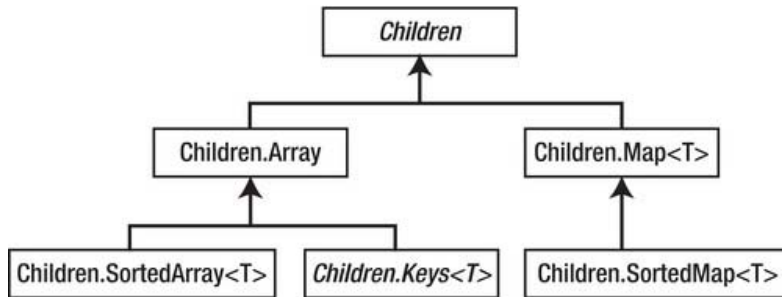 Children
Children.Array
Children.Map<T>
Children.SortedArray<T>
Children.Keys<T>
Children.SortedMap<T>